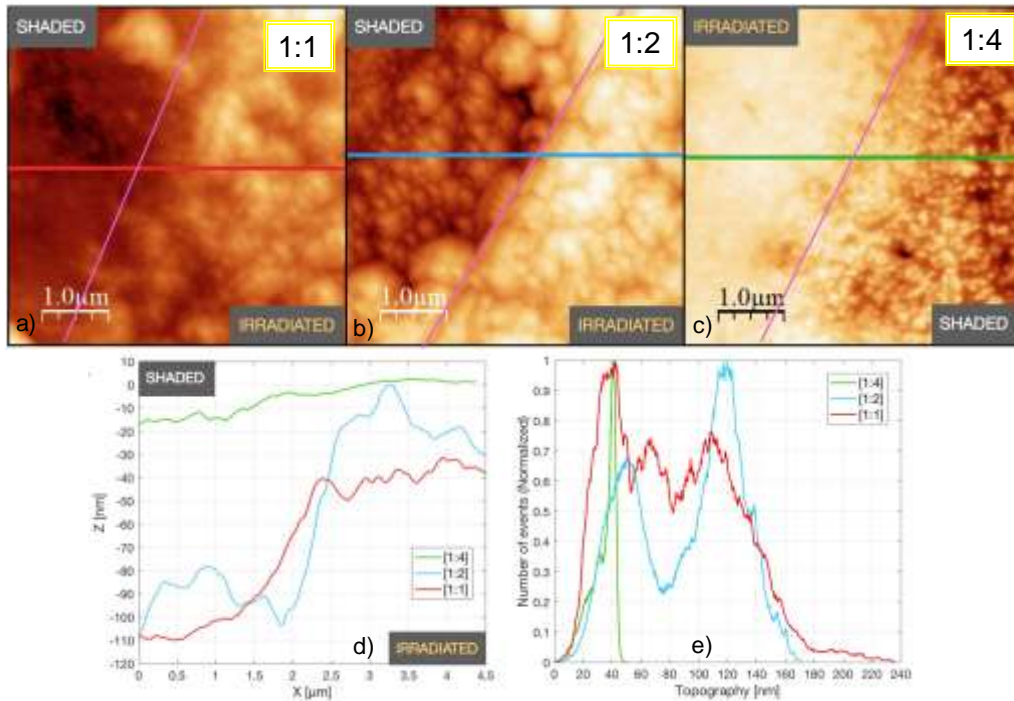 SHADED
1:1
1.0μm
a)
IRRADIATED
SHADED
1:2
1.0μm
b)
IRRADIATED
IRRADIATED
1:4
1.0μm
c)
SHADED
SHADED
10
0
-10
-20
-30
-40
-50
-60
-70
-80
-90
-100
-110
-120
Z [nm]
[1:4]
[1:2]
[1:1]
d)
IRRADIATED
0 0.5 1 1.5 2 2.5 3 3.5 4 4.5
X [μm]
1
0.9
0.8
0.7
0.6
0.5
0.4
0.3
0.2
0.1
0
Number of events (Normalized)
[1:4]
[1:2]
[1:1]
e)
0 20 40 60 80 100 120 140 160 180 200 220 240
Topography [nm]